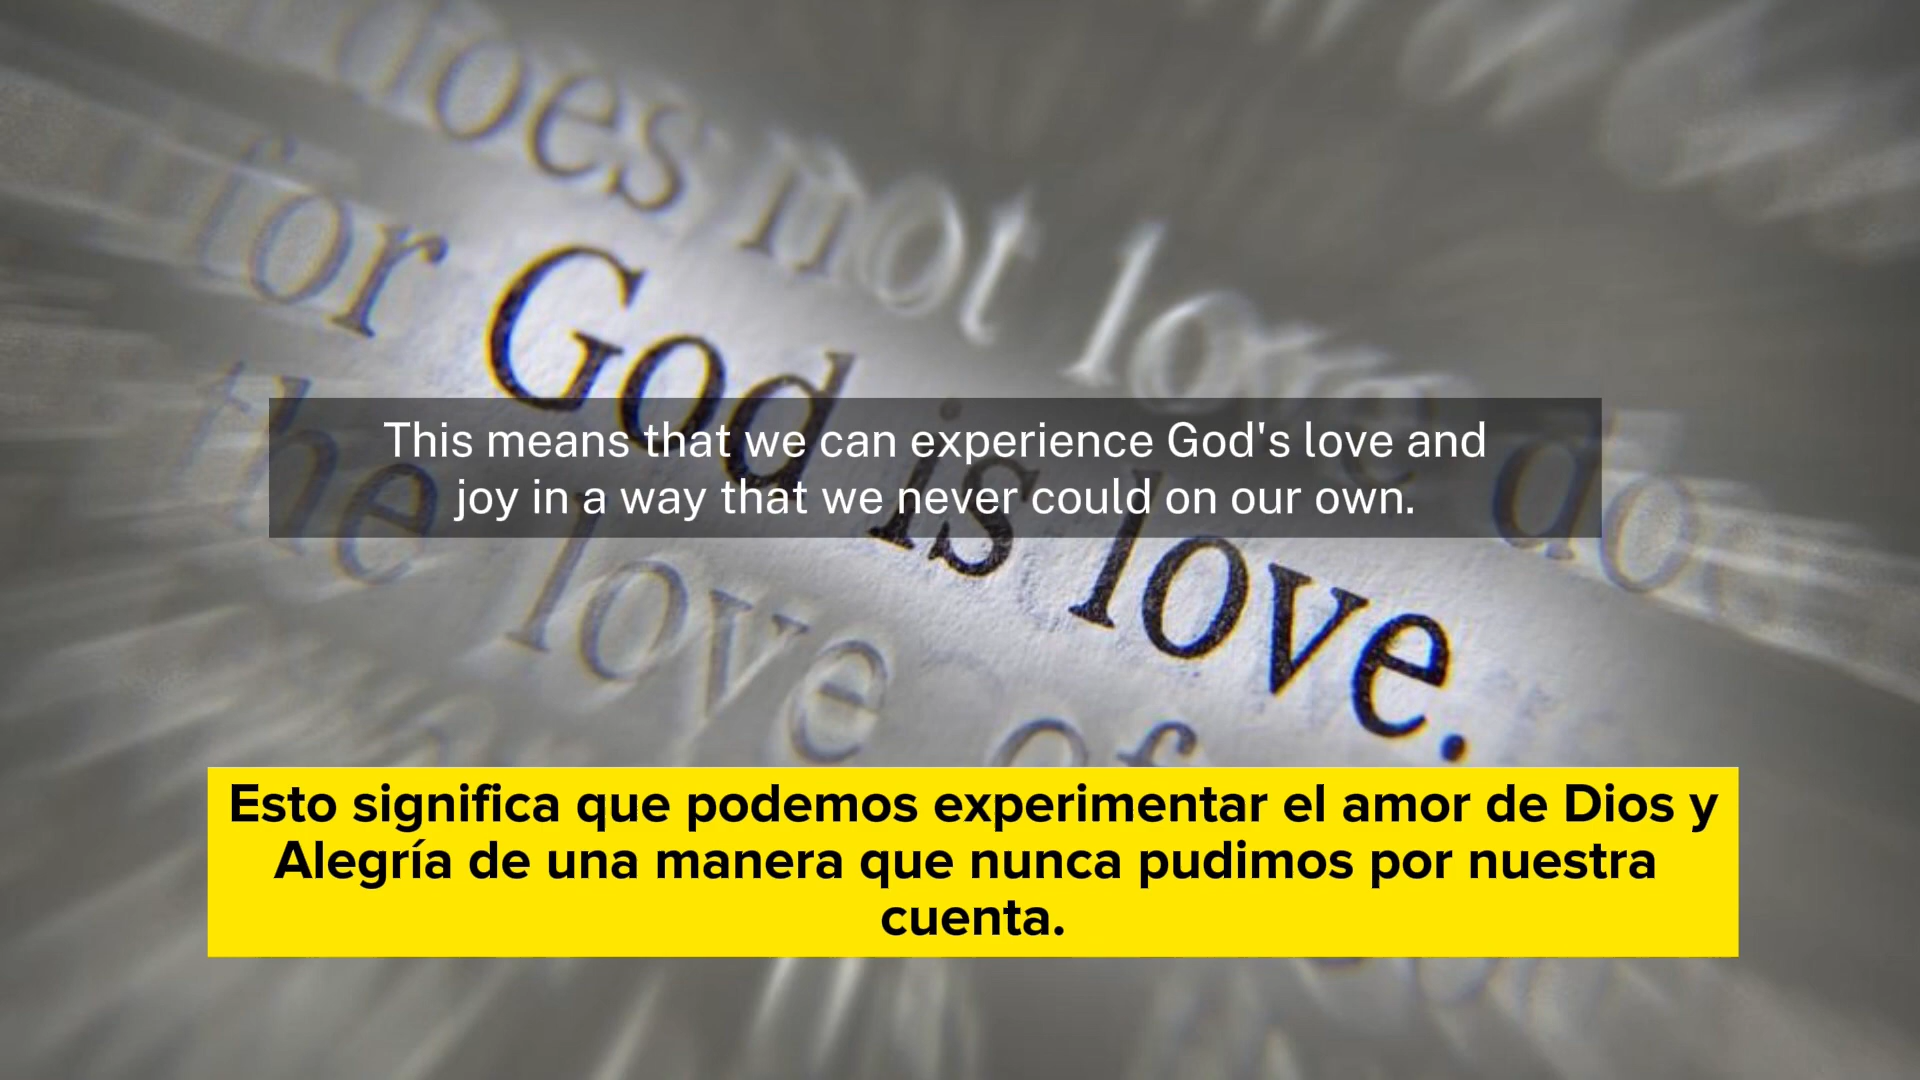 does not love
for God is love.
the love of
do
This means that we can experience God's love and
joy in a way that we never could on our own.
Esto significa que podemos experimentar el amor de Dios y
Alegría de una manera que nunca pudimos por nuestra
cuenta.